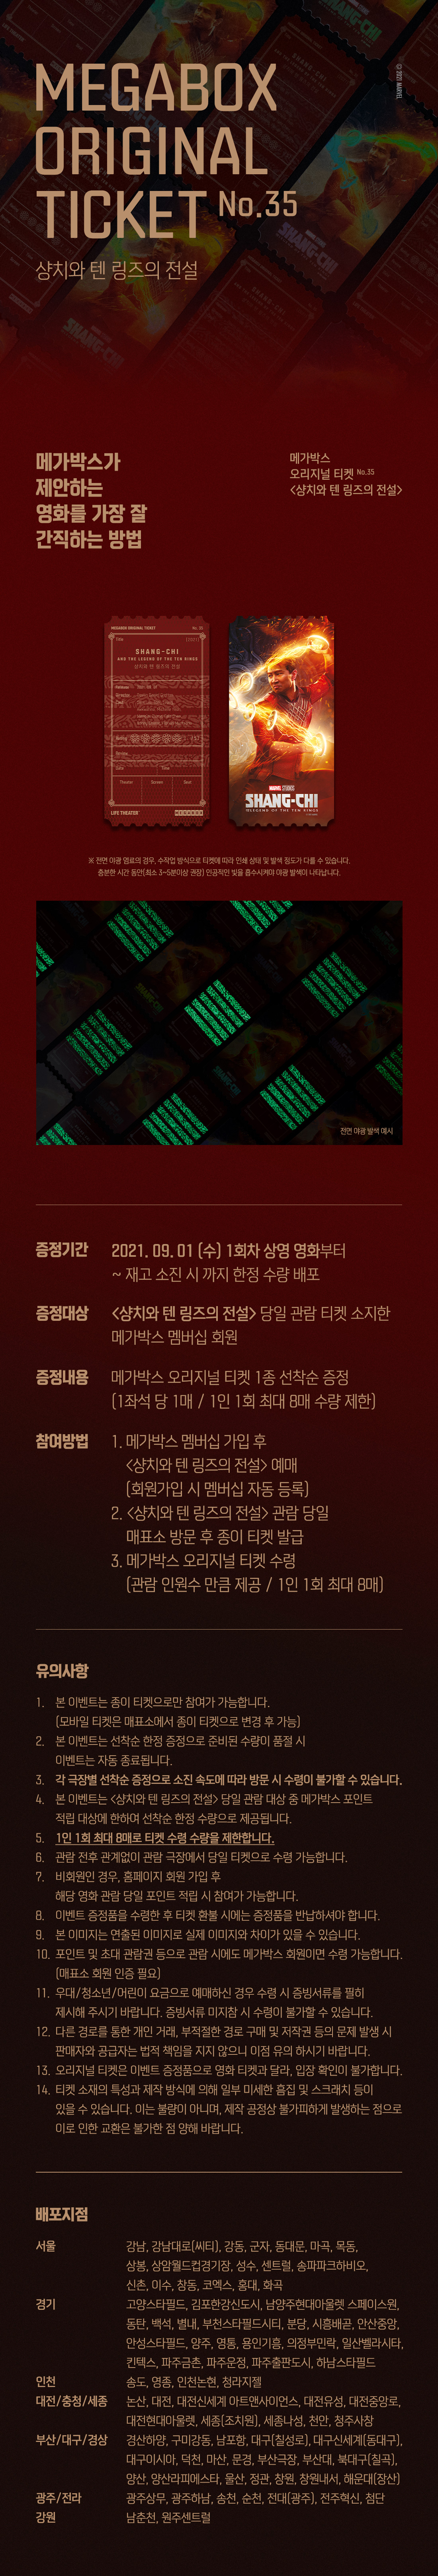 © 2021 MARVEL
MEGABOX
ORIGINAL
TICKET No.35
샹치와 텐 링즈의 전설
메가박스가
제안하는
영화를 가장 잘
간직하는 방법
메가박스
오리지널 티켓 No.35
<샹치와 텐 링즈의 전설>
MEGABOX ORIGINAL TICKET No. 35
Title
SHANG-CHI
AND THE LEGEND OF THE TEN RINGS
샹치와 텐 링즈의 전설
Date Time
Theater Screen Seat
LIFE THEATER MEGABOX
MARVEL STUDIOS
SHANG-CHI
AND THE LEGEND OF THE TEN RINGS
※ 전면 야광 염료의 경우, 수작업 방식으로 티켓에 따라 인쇄 상태 및 발색 정도가 다를 수 있습니다.
충분한 시간 동안(최소 3~5분이상 권장) 인공적인 빛을 흡수시켜야 야광 발색이 나타납니다.
전면 야광 발색 예시
증정기간 2021. 09. 01 (수) 1회차 상영 영화부터
~ 재고 소진 시 까지 한정 수량 배포
증정대상 <샹치와 텐 링즈의 전설> 당일 관람 티켓 소지한
메가박스 멤버십 회원
증정내용 메가박스 오리지널 티켓 1종 선착순 증정
(1좌석 당 1매 / 1인 1회 최대 8매 수량 제한)
참여방법 1. 메가박스 멤버십 가입 후
<샹치와 텐 링즈의 전설> 예매
(회원가입 시 멤버십 자동 등록)
2. <샹치와 텐 링즈의 전설> 관람 당일
매표소 방문 후 종이 티켓 발급
3. 메가박스 오리지널 티켓 수령
(관람 인원수 만큼 제공 / 1인 1회 최대 8매)
유의사항
1. 본 이벤트는 종이 티켓으로만 참여가 가능합니다.
(모바일 티켓은 매표소에서 종이 티켓으로 변경 후 가능)
2. 본 이벤트는 선착순 한정 증정으로 준비된 수량이 품절 시
이벤트는 자동 종료됩니다.
3. 각 극장별 선착순 증정으로 소진 속도에 따라 방문 시 수령이 불가할 수 있습니다.
4. 본 이벤트는 <샹치와 텐 링즈의 전설> 당일 관람 대상 중 메가박스 포인트
적립 대상에 한하여 선착순 한정 수량으로 제공됩니다.
5. 1인 1회 최대 8매로 티켓 수령 수량을 제한합니다.
6. 관람 전후 관계없이 관람 극장에서 당일 티켓으로 수령 가능합니다.
7. 비회원인 경우, 홈페이지 회원 가입 후
해당 영화 관람 당일 포인트 적립 시 참여가 가능합니다.
8. 이벤트 증정품을 수령한 후 티켓 환불 시에는 증정품을 반납하셔야 합니다.
9. 본 이미지는 연출된 이미지로 실제 이미지와 차이가 있을 수 있습니다.
10. 포인트 및 초대 관람권 등으로 관람 시에도 메가박스 회원이면 수령 가능합니다.
(매표소 회원 인증 필요)
11. 우대/청소년/어린이 요금으로 예매하신 경우 수령 시 증빙서류를 필히
제시해 주시기 바랍니다. 증빙서류 미지참 시 수령이 불가할 수 있습니다.
12. 다른 경로를 통한 개인 거래, 부적절한 경로 구매 및 저작권 등의 문제 발생 시
판매자와 공급자는 법적 책임을 지지 않으니 이점 유의 하시기 바랍니다.
13. 오리지널 티켓은 이벤트 증정품으로 영화 티켓과 달라, 입장 확인이 불가합니다.
14. 티켓 소재의 특성과 제작 방식에 의해 일부 미세한 흠집 및 스크래치 등이
있을 수 있습니다. 이는 불량이 아니며, 제작 공정상 불가피하게 발생하는 점으로
이로 인한 교환은 불가한 점 양해 바랍니다.
배포지점
서울 강남, 강남대로(씨티), 강동, 군자, 동대문, 마곡, 목동,
상봉, 상암월드컵경기장, 성수, 센트럴, 송파파크하비오,
신촌, 이수, 창동, 코엑스, 홍대, 화곡
경기 고양스타필드, 김포한강신도시, 남양주현대아울렛 스페이스원,
동탄, 백석, 별내, 부천스타필드시티, 분당, 시흥배곧, 안산중앙,
안성스타필드, 양주, 영통, 용인기흥, 의정부민락, 일산벨라시타,
킨텍스, 파주금촌, 파주운정, 파주출판도시, 하남스타필드
인천 송도, 영종, 인천논현, 청라지젤
대전/충청/세종 논산, 대전, 대전신세계 아트앤사이언스, 대전유성, 대전중앙로,
대전현대아울렛, 세종(조치원), 세종나성, 천안, 청주사창
부산/대구/경상 경산하양, 구미강동, 남포항, 대구(칠성로), 대구신세계(동대구),
대구이시아, 덕천, 마산, 문경, 부산극장, 부산대, 북대구(칠곡),
양산, 양산라피에스타, 울산, 정관, 창원, 창원내서, 해운대(장산)
광주/전라 광주상무, 광주하남, 송천, 순천, 전대(광주), 전주혁신, 첨단
강원 남춘천, 원주센트럴